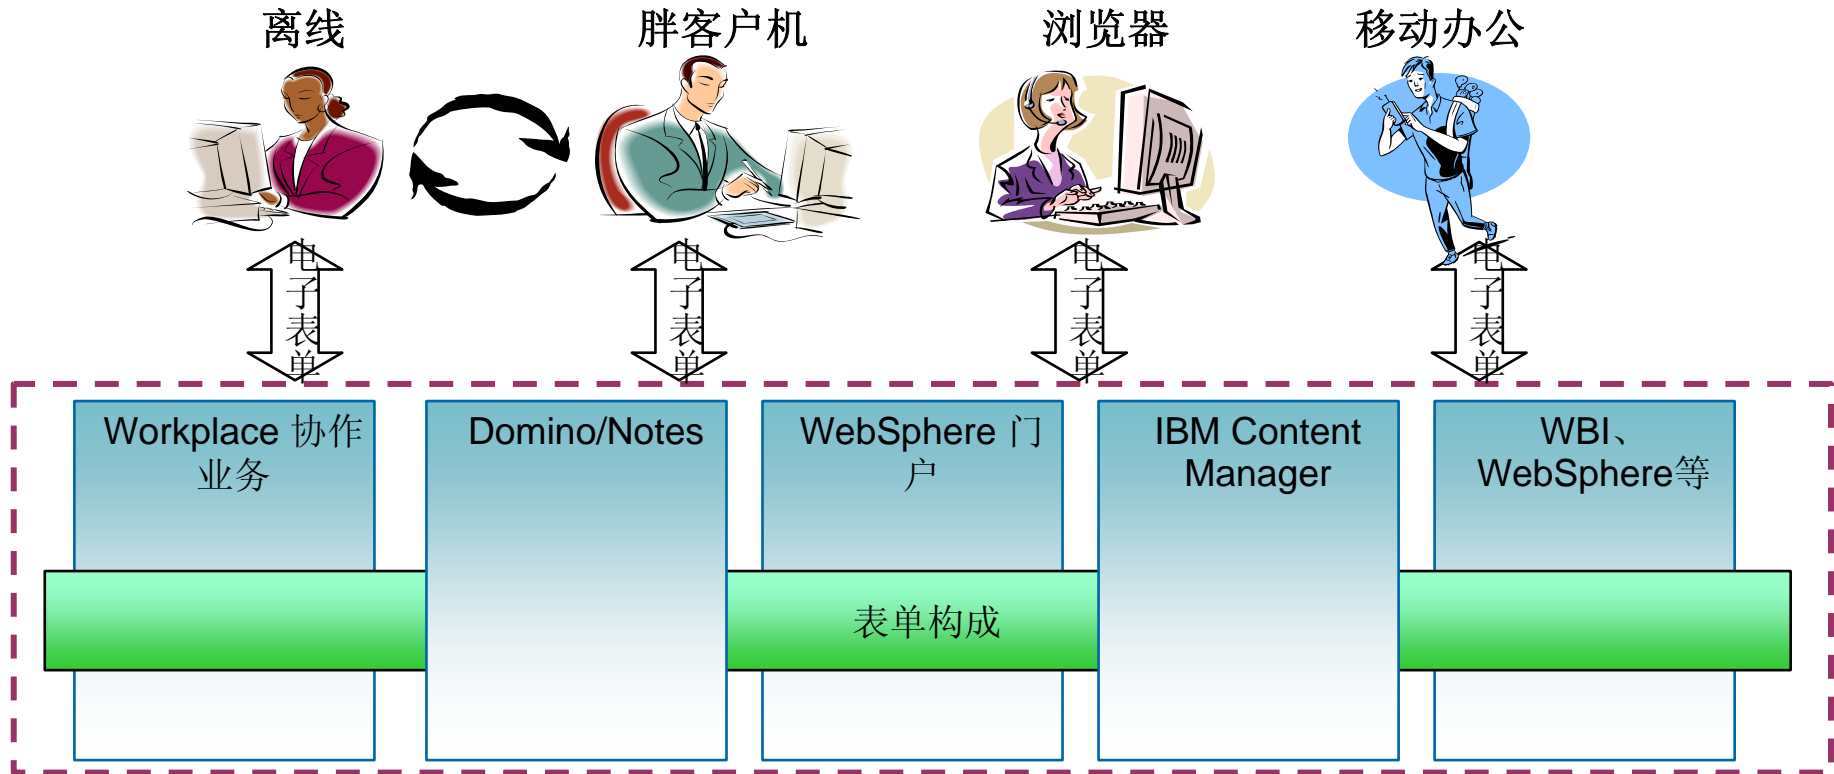 离线
胖客户机
浏览器
移动办公
电子表单
电子表单
电子表单
电子表单
Workplace 协作
业务
Domino/Notes
WebSphere 门
户
IBM Content
Manager
WBI、
WebSphere等
表单构成